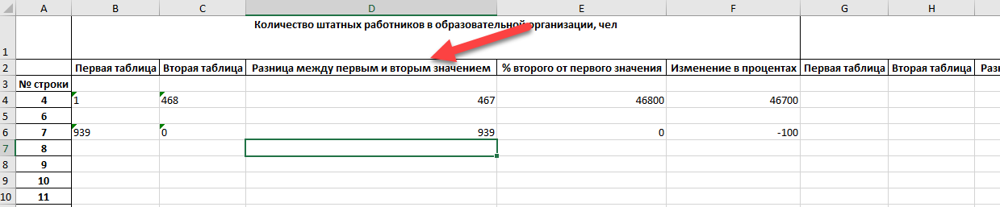 A B C D E F G H
1 Количество штатных работников в образовательной организации, чел
2 Первая таблица Вторая таблица Разница между первым и вторым значением % второго от первого значения Изменение в процентах Первая таблица Вторая таблица Раз
3 № строки
4 4 1 468 467 46800 46700
5 6
6 7 939 0 939 0 -100
7 8
8 9
9 10
10 11